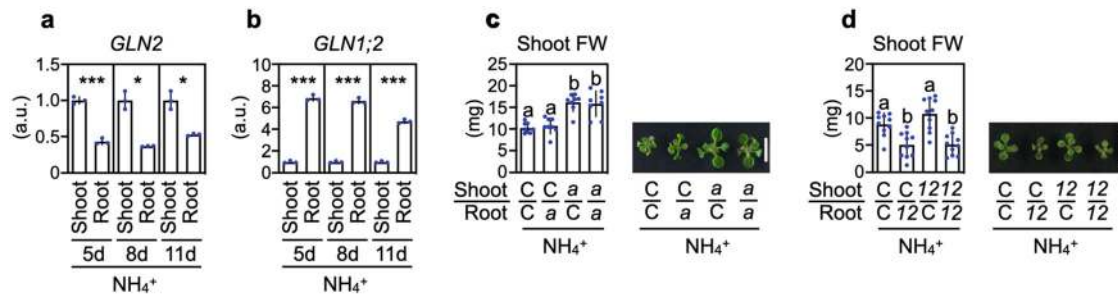 a
GLN2
1.5
1.0
0.5
0
(a.u.)
*** * *
Shoot Root Shoot Root Shoot Root
5d 8d 11d
NH₄⁺
b
GLN1;2
10
8
6
4
2
0
(a.u.)
*** *** ***
Shoot Root Shoot Root Shoot Root
5d 8d 11d
NH₄⁺
c
Shoot FW
25
20
15
10
5
0
(mg)
a a b b
Shoot C C a a
Root C a C a
NH₄⁺
C C a a
C a C a
NH₄⁺
d
Shoot FW
20
15
10
5
0
(mg)
a b a b
Shoot C C 12 12
Root C 12 C 12
NH₄⁺
C C 12 12
C 12 C 12
NH₄⁺